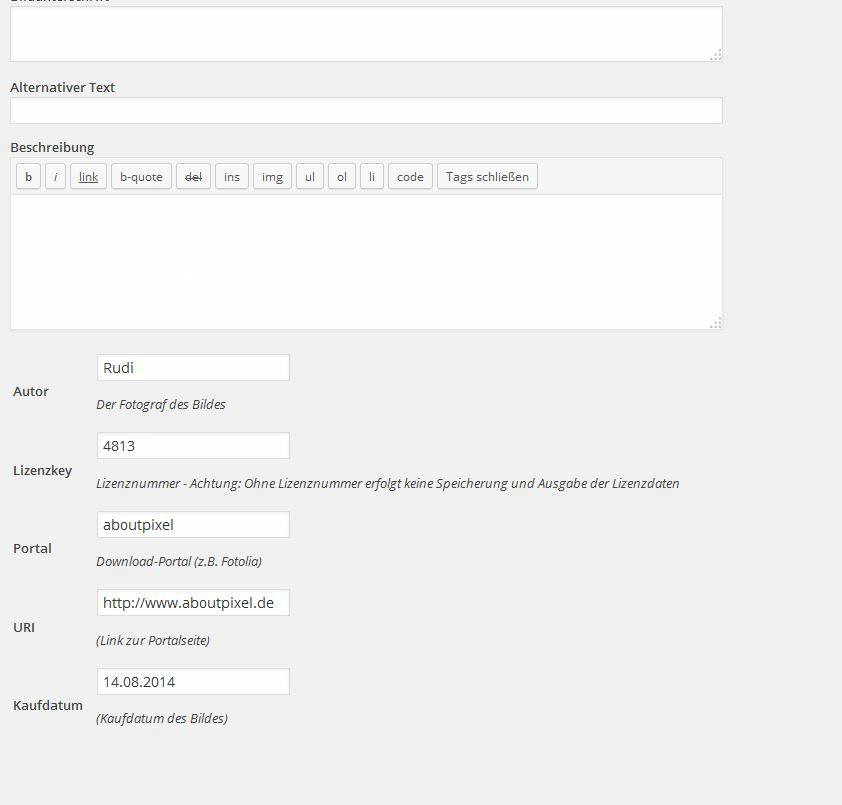 Bildunterschrift
Alternativer Text
Beschreibung
b i link b-quote del ins img ul ol li code Tags schließen
Rudi
Autor
Der Fotograf des Bildes
4813
Lizenzkey
Lizenznummer - Achtung: Ohne Lizenznummer erfolgt keine Speicherung und Ausgabe der Lizenzdaten
aboutpixel
Portal
Download-Portal (z.B. Fotolia)
http://www.aboutpixel.de
URI
(Link zur Portalseite)
14.08.2014
Kaufdatum
(Kaufdatum des Bildes)